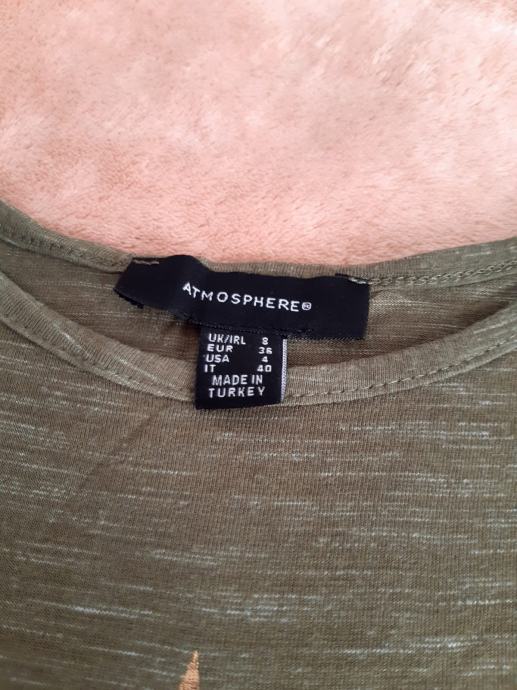 ATMOSPHERE®
UK/IRL 8
EUR 36
USA 4
IT 40
MADE IN
TURKEY